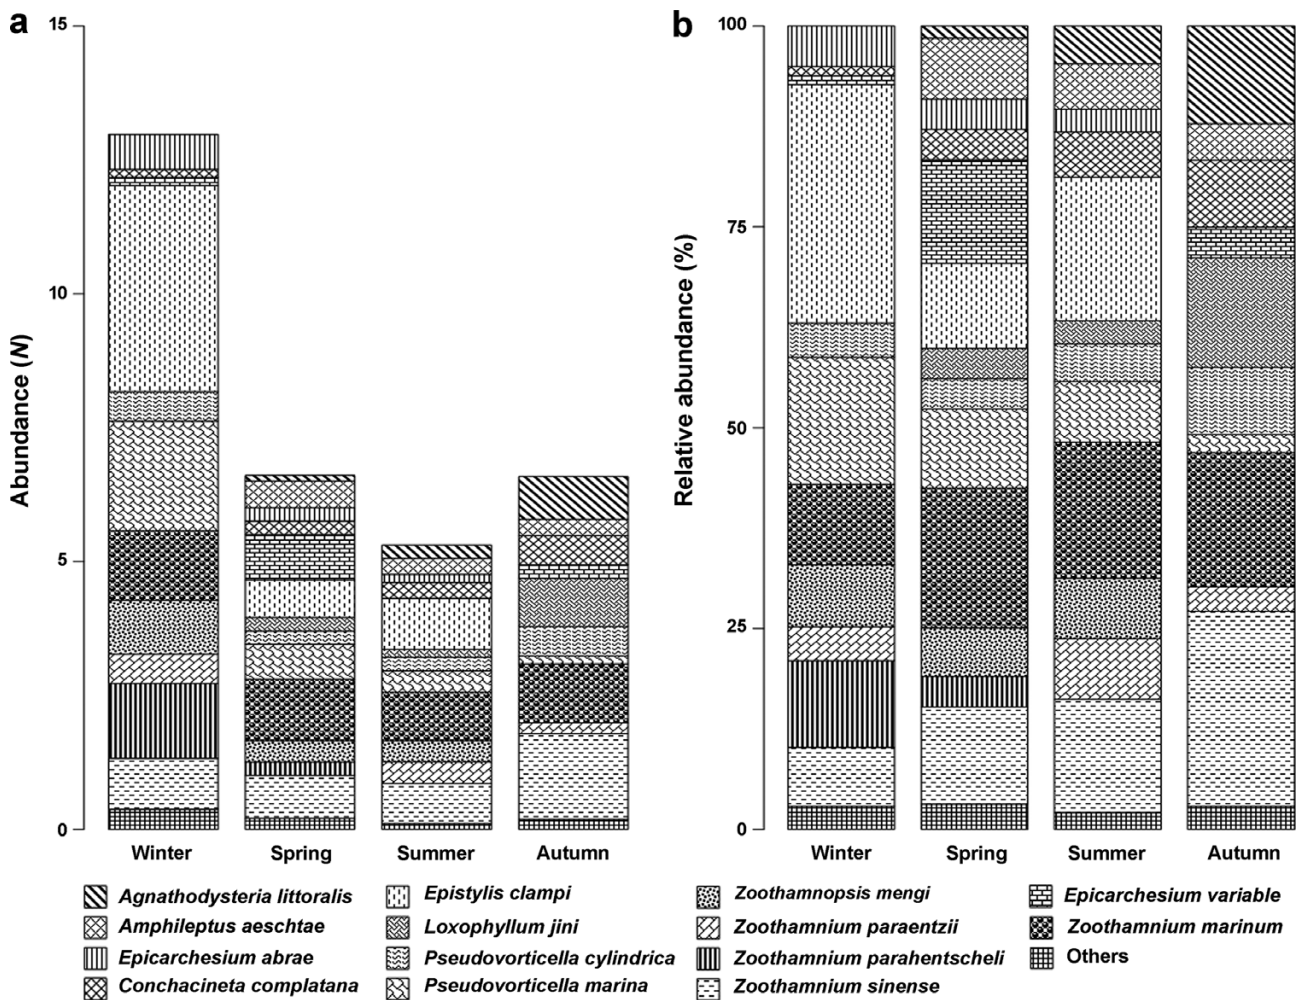 a
15
10
5
0
Abundance (N)
Winter Spring Summer Autumn
b
100
75
50
25
0
Relative abundance (%)
Winter Spring Summer Autumn
Agnathodysteria littoralis
Amphileptus aeschtae
Epicarchesium abrae
Conchacineta complatana
Epistylis clampi
Loxophyllum jini
Pseudovorticella cylindrica
Pseudovorticella marina
Zoothamnopsis mengi
Zoothamnium paraentzii
Zoothamnium parahentscheli
Zoothamnium sinense
Epicarchesium variable
Zoothamnium marinum
Others